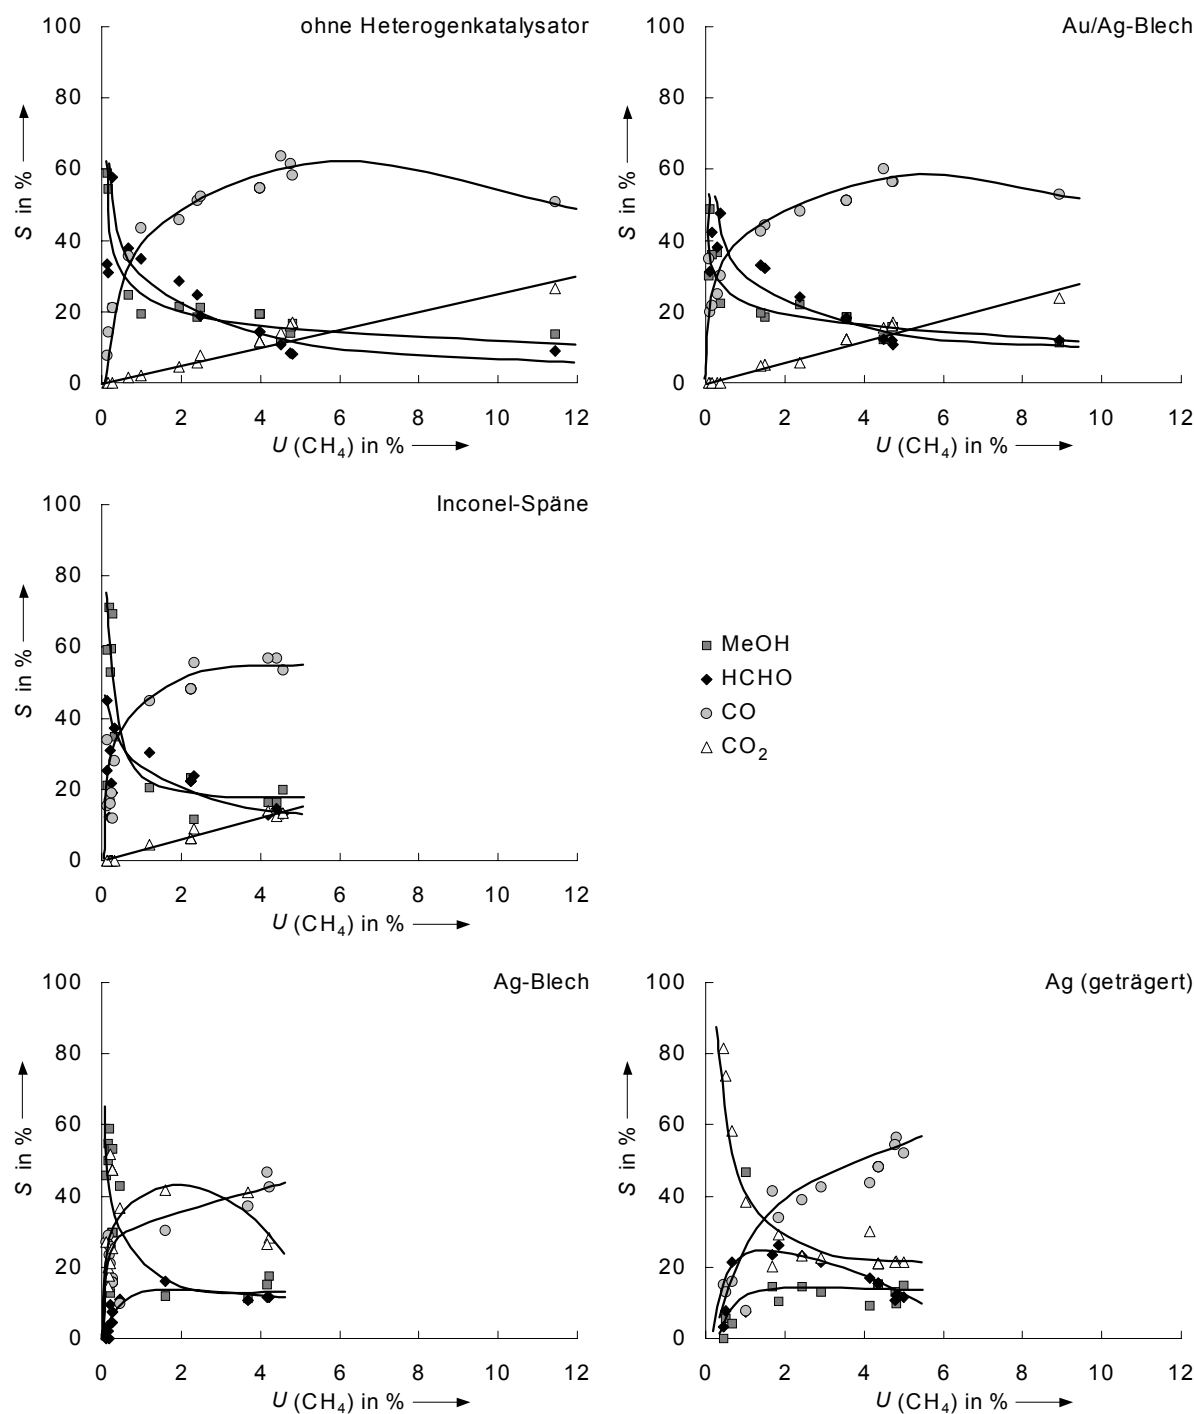 ohne Heterogenkatalysator
100
80
60
40
20
0
S in %
0 2 4 6 8 10 12
U (CH4) in %
Au/Ag-Blech
100
80
60
40
20
0
S in %
0 2 4 6 8 10 12
U (CH4) in %
Inconel-Späne
100
80
60
40
20
0
S in %
0 2 4 6 8 10 12
U (CH4) in %
MeOH
HCHO
CO
CO2
Ag-Blech
100
80
60
40
20
0
S in %
0 2 4 6 8 10 12
U (CH4) in %
Ag (geträgert)
100
80
60
40
20
0
S in %
0 2 4 6 8 10 12
U (CH4) in %